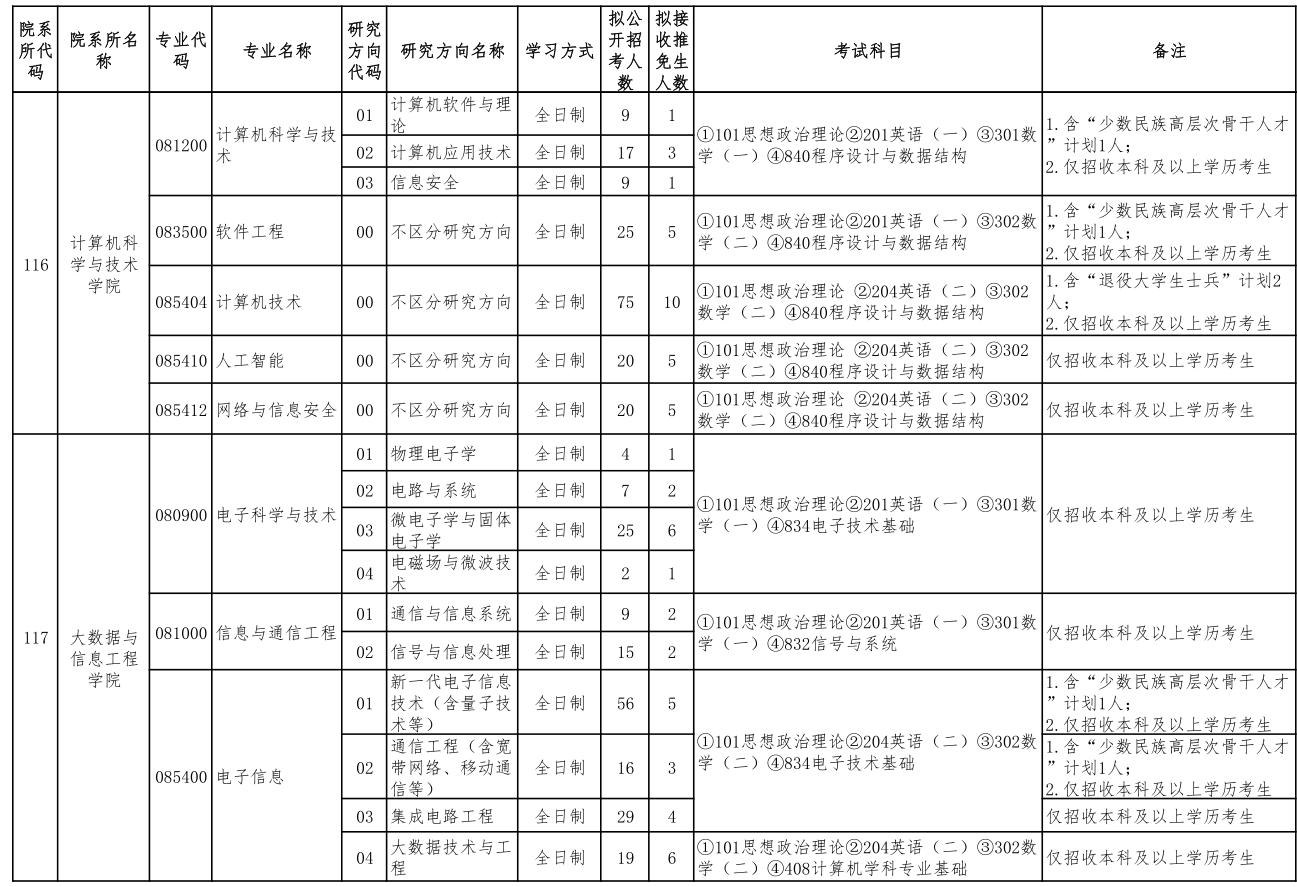 院系所代码
院系所名称
专业代码
专业名称
研究方向代码
研究方向名称
学习方式
拟公开招考人数
拟接收推免生人数
考试科目
备注
116
计算机科学与技术学院
081200
计算机科学与技
术
01
计算机软件与理
论
全日制
9
1
02
计算机应用技术
全日制
17
3
03
信息安全
全日制
9
1
①101思想政治理论②201英语（一）③301数
学（一）④840程序设计与数据结构
1.含“少数民族高层次骨干人才
”计划1人；
2.仅招收本科及以上学历考生
083500
软件工程
00
不区分研究方向
全日制
25
5
①101思想政治理论②201英语（一）③302数
学（二）④840程序设计与数据结构
1.含“少数民族高层次骨干人才
”计划1人；
2.仅招收本科及以上学历考生
085404
计算机技术
00
不区分研究方向
全日制
75
10
①101思想政治理论 ②204英语（二）③302
数学（二）④840程序设计与数据结构
1.含“退役大学生士兵”计划2
人；
2.仅招收本科及以上学历考生
085410
人工智能
00
不区分研究方向
全日制
20
5
①101思想政治理论 ②204英语（二）③302
数学（二）④840程序设计与数据结构
仅招收本科及以上学历考生
085412
网络与信息安全
00
不区分研究方向
全日制
20
5
①101思想政治理论 ②204英语（二）③302
数学（二）④840程序设计与数据结构
仅招收本科及以上学历考生
117
大数据与
信息工程
学院
080900
电子科学与技术
01
物理电子学
全日制
4
1
02
电路与系统
全日制
7
2
03
微电子学与固体
电子学
全日制
25
6
04
电磁场与微波技
术
全日制
2
1
①101思想政治理论②201英语（一）③301数
学（一）④834电子技术基础
仅招收本科及以上学历考生
081000
信息与通信工程
01
通信与信息系统
全日制
9
2
02
信号与信息处理
全日制
15
2
①101思想政治理论②201英语（一）③301数
学（一）④832信号与系统
仅招收本科及以上学历考生
085400
电子信息
01
新一代电子信息
技术（含量子技
术等）
全日制
56
5
①101思想政治理论②204英语（二）③302数
学（二）④834电子技术基础
1.含“少数民族高层次骨干人才
”计划1人；
2.仅招收本科及以上学历考生
02
通信工程（含宽
带网络、移动通
信等）
全日制
16
3
1.含“少数民族高层次骨干人才
”计划1人；
2.仅招收本科及以上学历考生
03
集成电路工程
全日制
29
4
仅招收本科及以上学历考生
04
大数据技术与工
程
全日制
19
6
①101思想政治理论②204英语（二）③302数
学（二）④408计算机学科专业基础
仅招收本科及以上学历考生